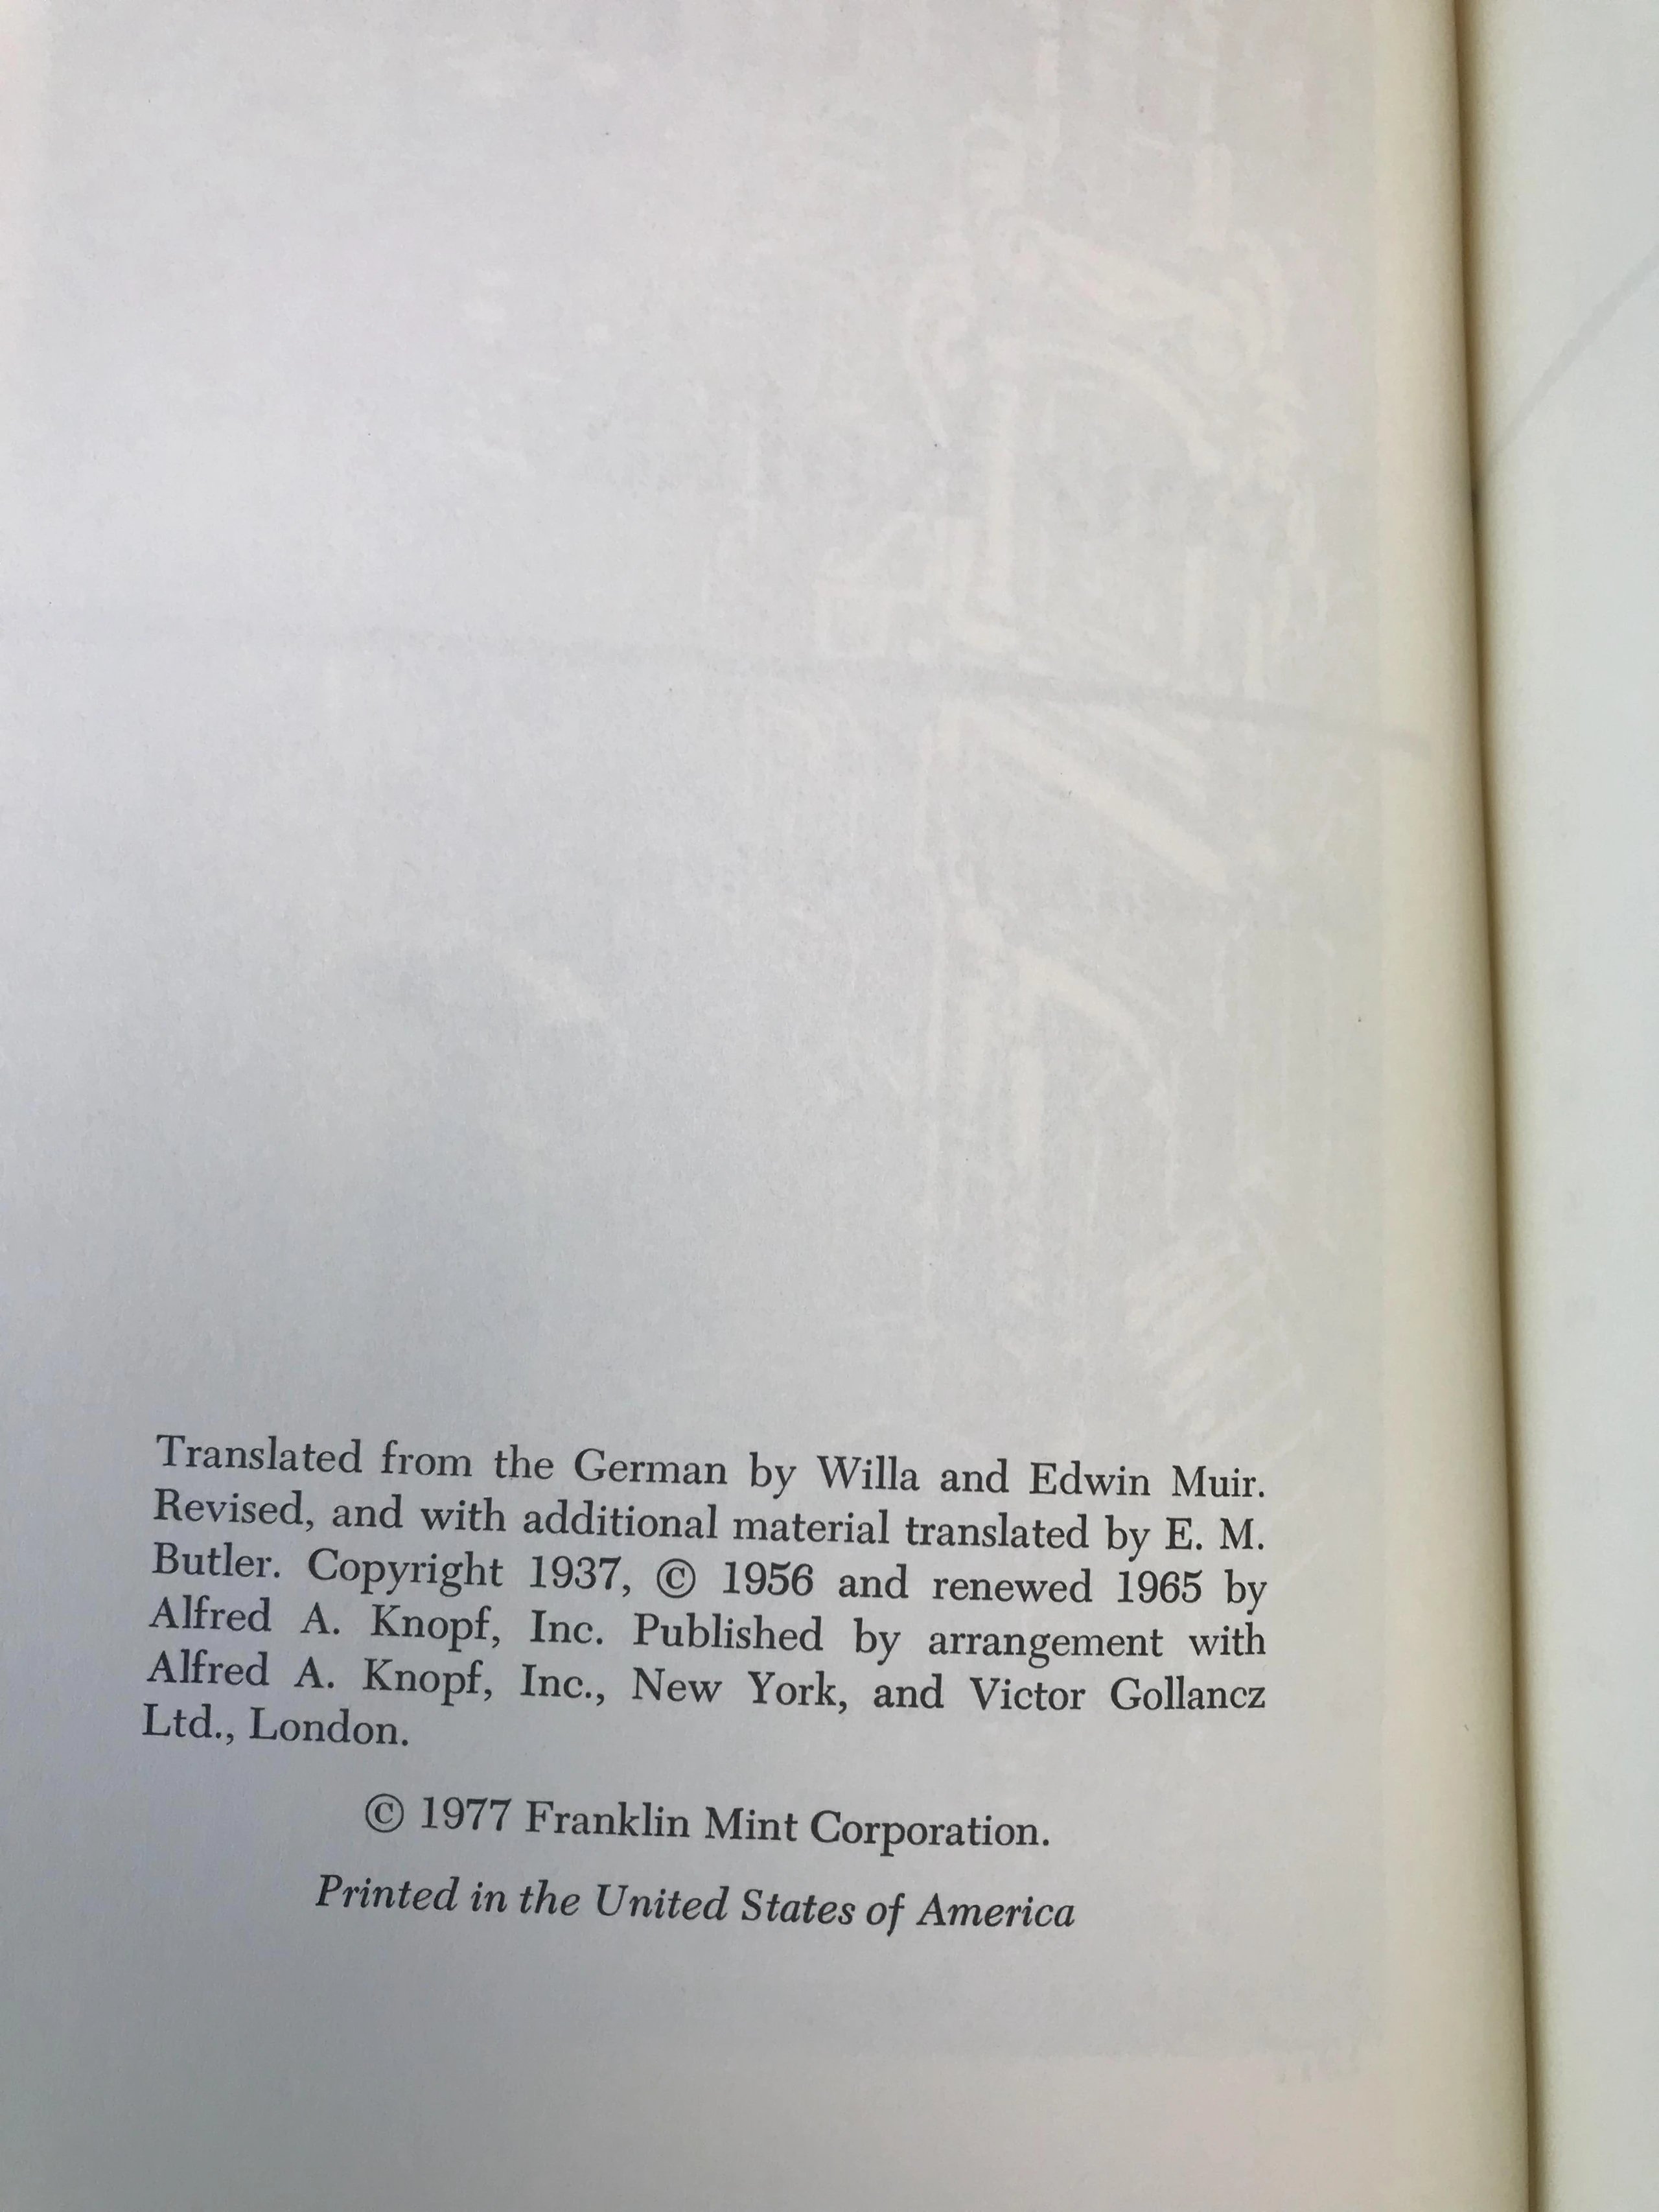 Translated from the German by Willa and Edwin Muir.
Revised, and with additional material translated by E. M.
Butler. Copyright 1937, © 1956 and renewed 1965 by
Alfred A. Knopf, Inc. Published by arrangement with
Alfred A. Knopf, Inc., New York, and Victor Gollancz
Ltd., London.
© 1977 Franklin Mint Corporation.
Printed in the United States of America